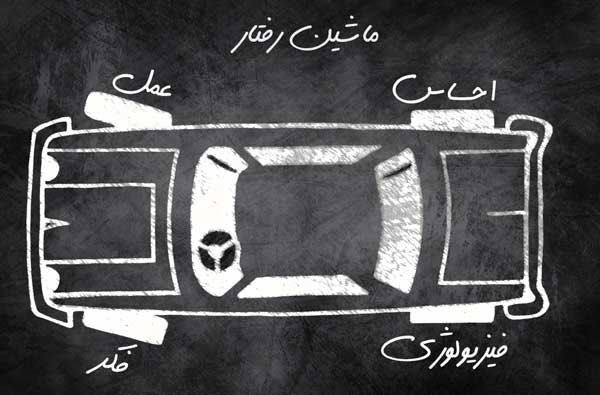 ماشین رفتار
احساس
عمل
فیزیولوژی
فکر